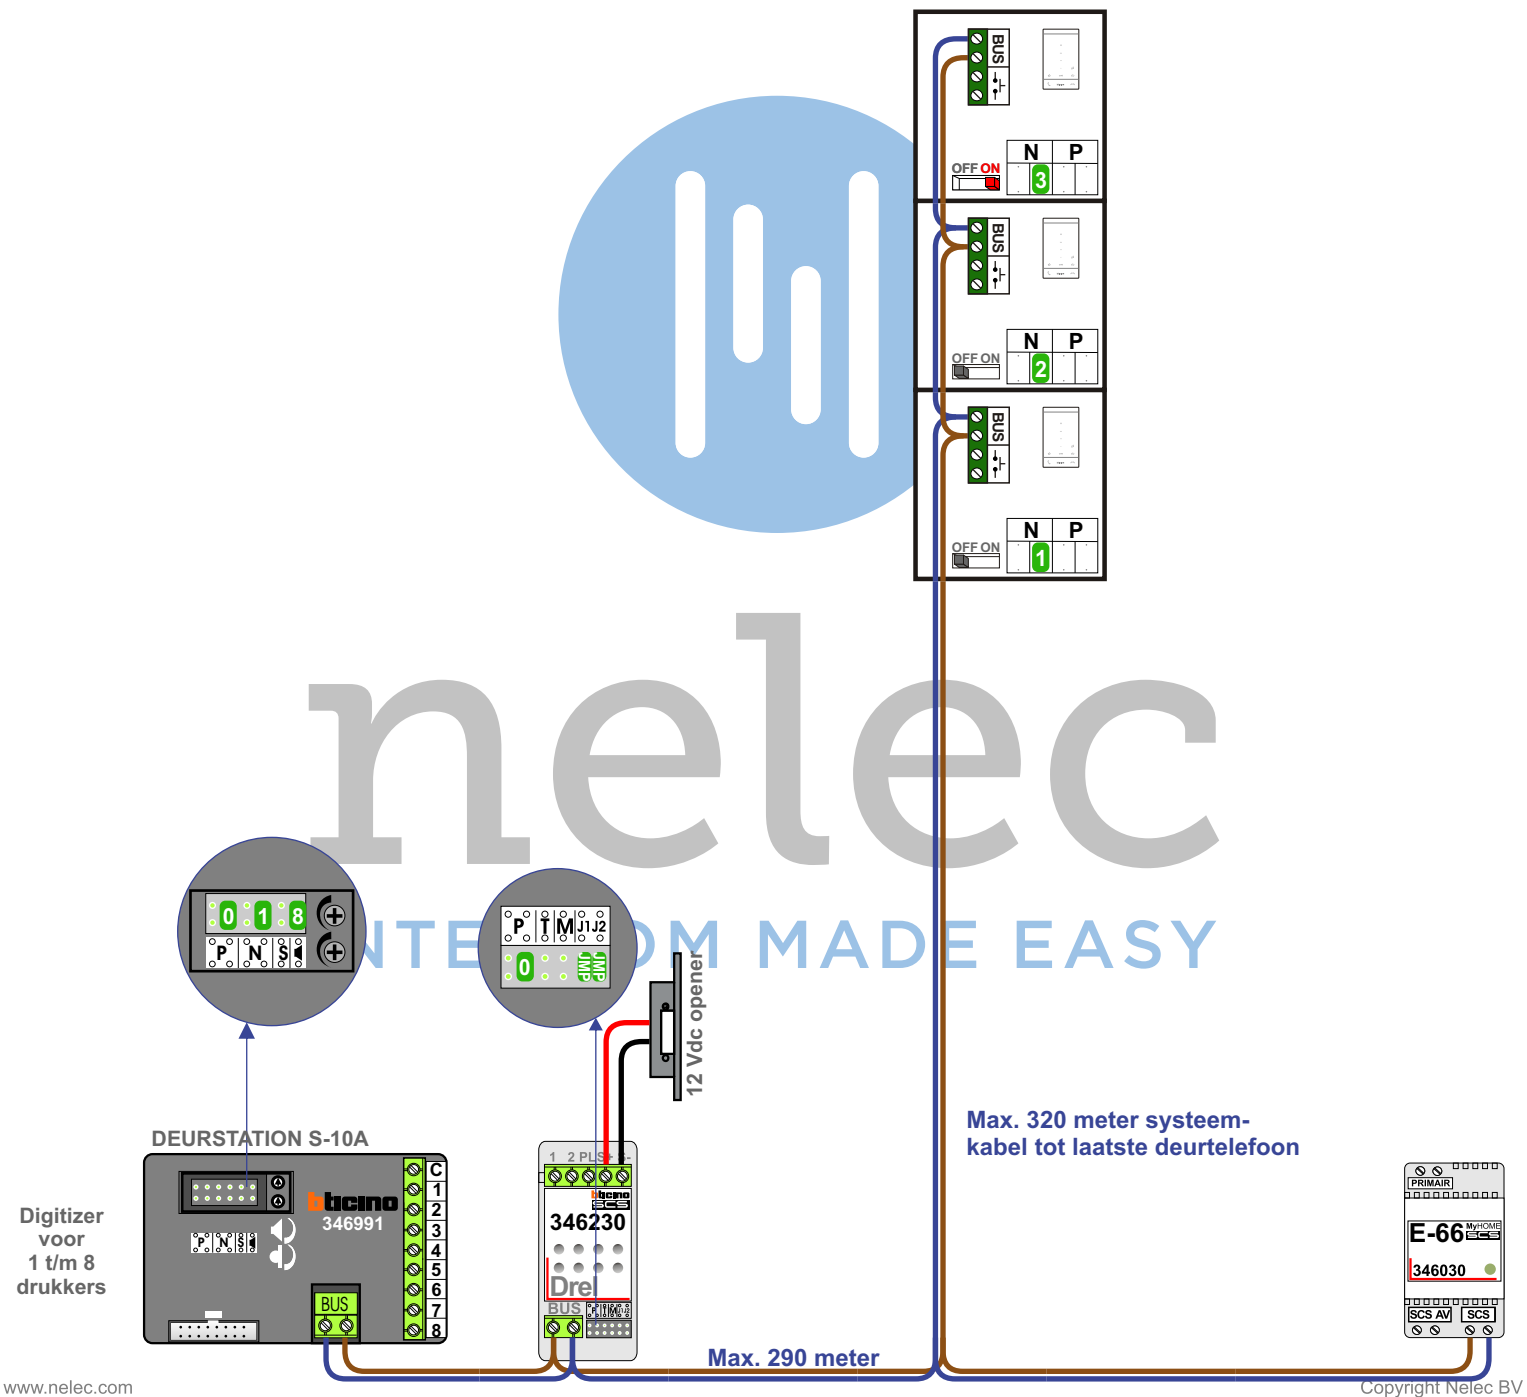 BUS
OFF ON
N P
3
BUS
OFF ON
N P
2
BUS
OFF ON
N P
1
nelec
INTERCOM MADE EASY
0 1 8
P N S
P T M J1 J2
0 JMP JMP
12 Vdc opener
DEURSTATION S-10A
Digitizer
voor
1 t/m 8
drukkers
bticino
346991
P N S
BUS
C
1
2
3
4
5
6
7
8
1 2 PL S+ S-
bticino
SCS
346230
Drel
BUS
P T M J1 J2
Max. 290 meter
Max. 320 meter systeem-
kabel tot laatste deurtelefoon
PRIMAIR
E-66 MyHOME
SCS
346030
SCS AV SCS
www.nelec.com
Copyright Nelec BV